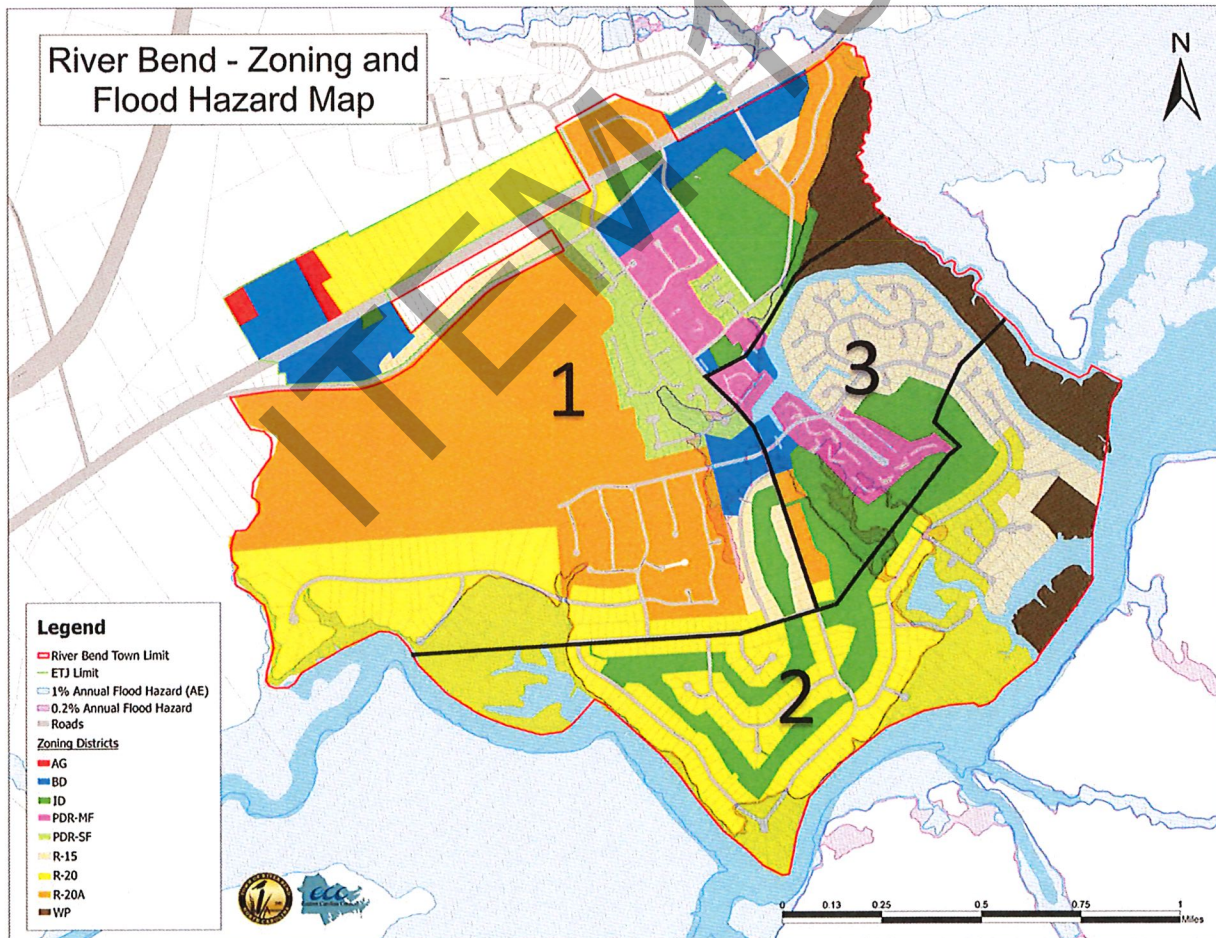 River Bend - Zoning and
Flood Hazard Map
N
ITEM 13
1
3
2
Legend
River Bend Town Limit
ETJ Limit
1% Annual Flood Hazard (AE)
0.2% Annual Flood Hazard
Roads
Zoning Districts
AG
BD
ID
PDR-MF
PDR-SF
R-15
R-20
R-20A
WP
ecc
0 0.13 0.25 0.5 0.75 1
Miles